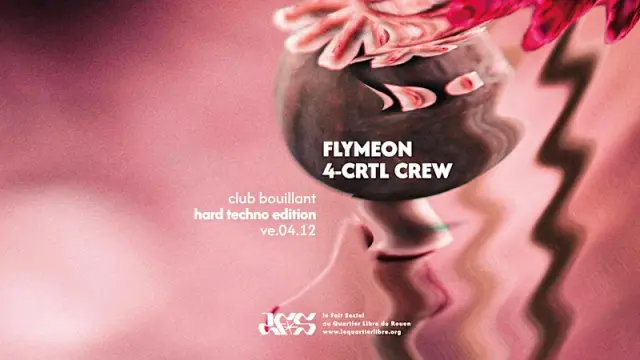 FLYMEON
4-CRTL CREW
club bouillant
hard techno edition
ve.04.12
le Fait Social
au Quartier Libre de Rouen
www.lequartierlibre.org